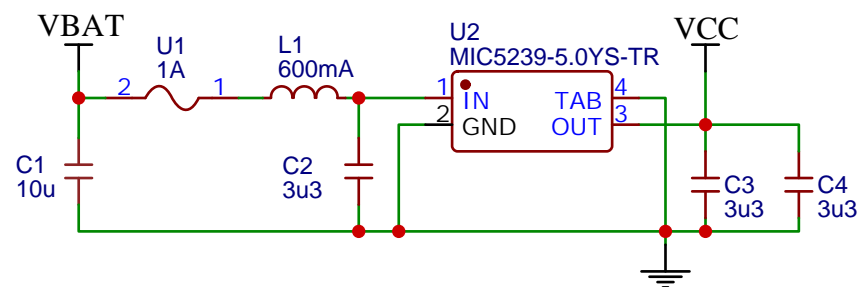 VBAT
U1
1A
2
1
L1
600mA
U2
MIC5239-5.0YS-TR
VCC
1
IN
TAB
4
2
GND
OUT
3
C1
10u
C2
3u3
C3
3u3
C4
3u3